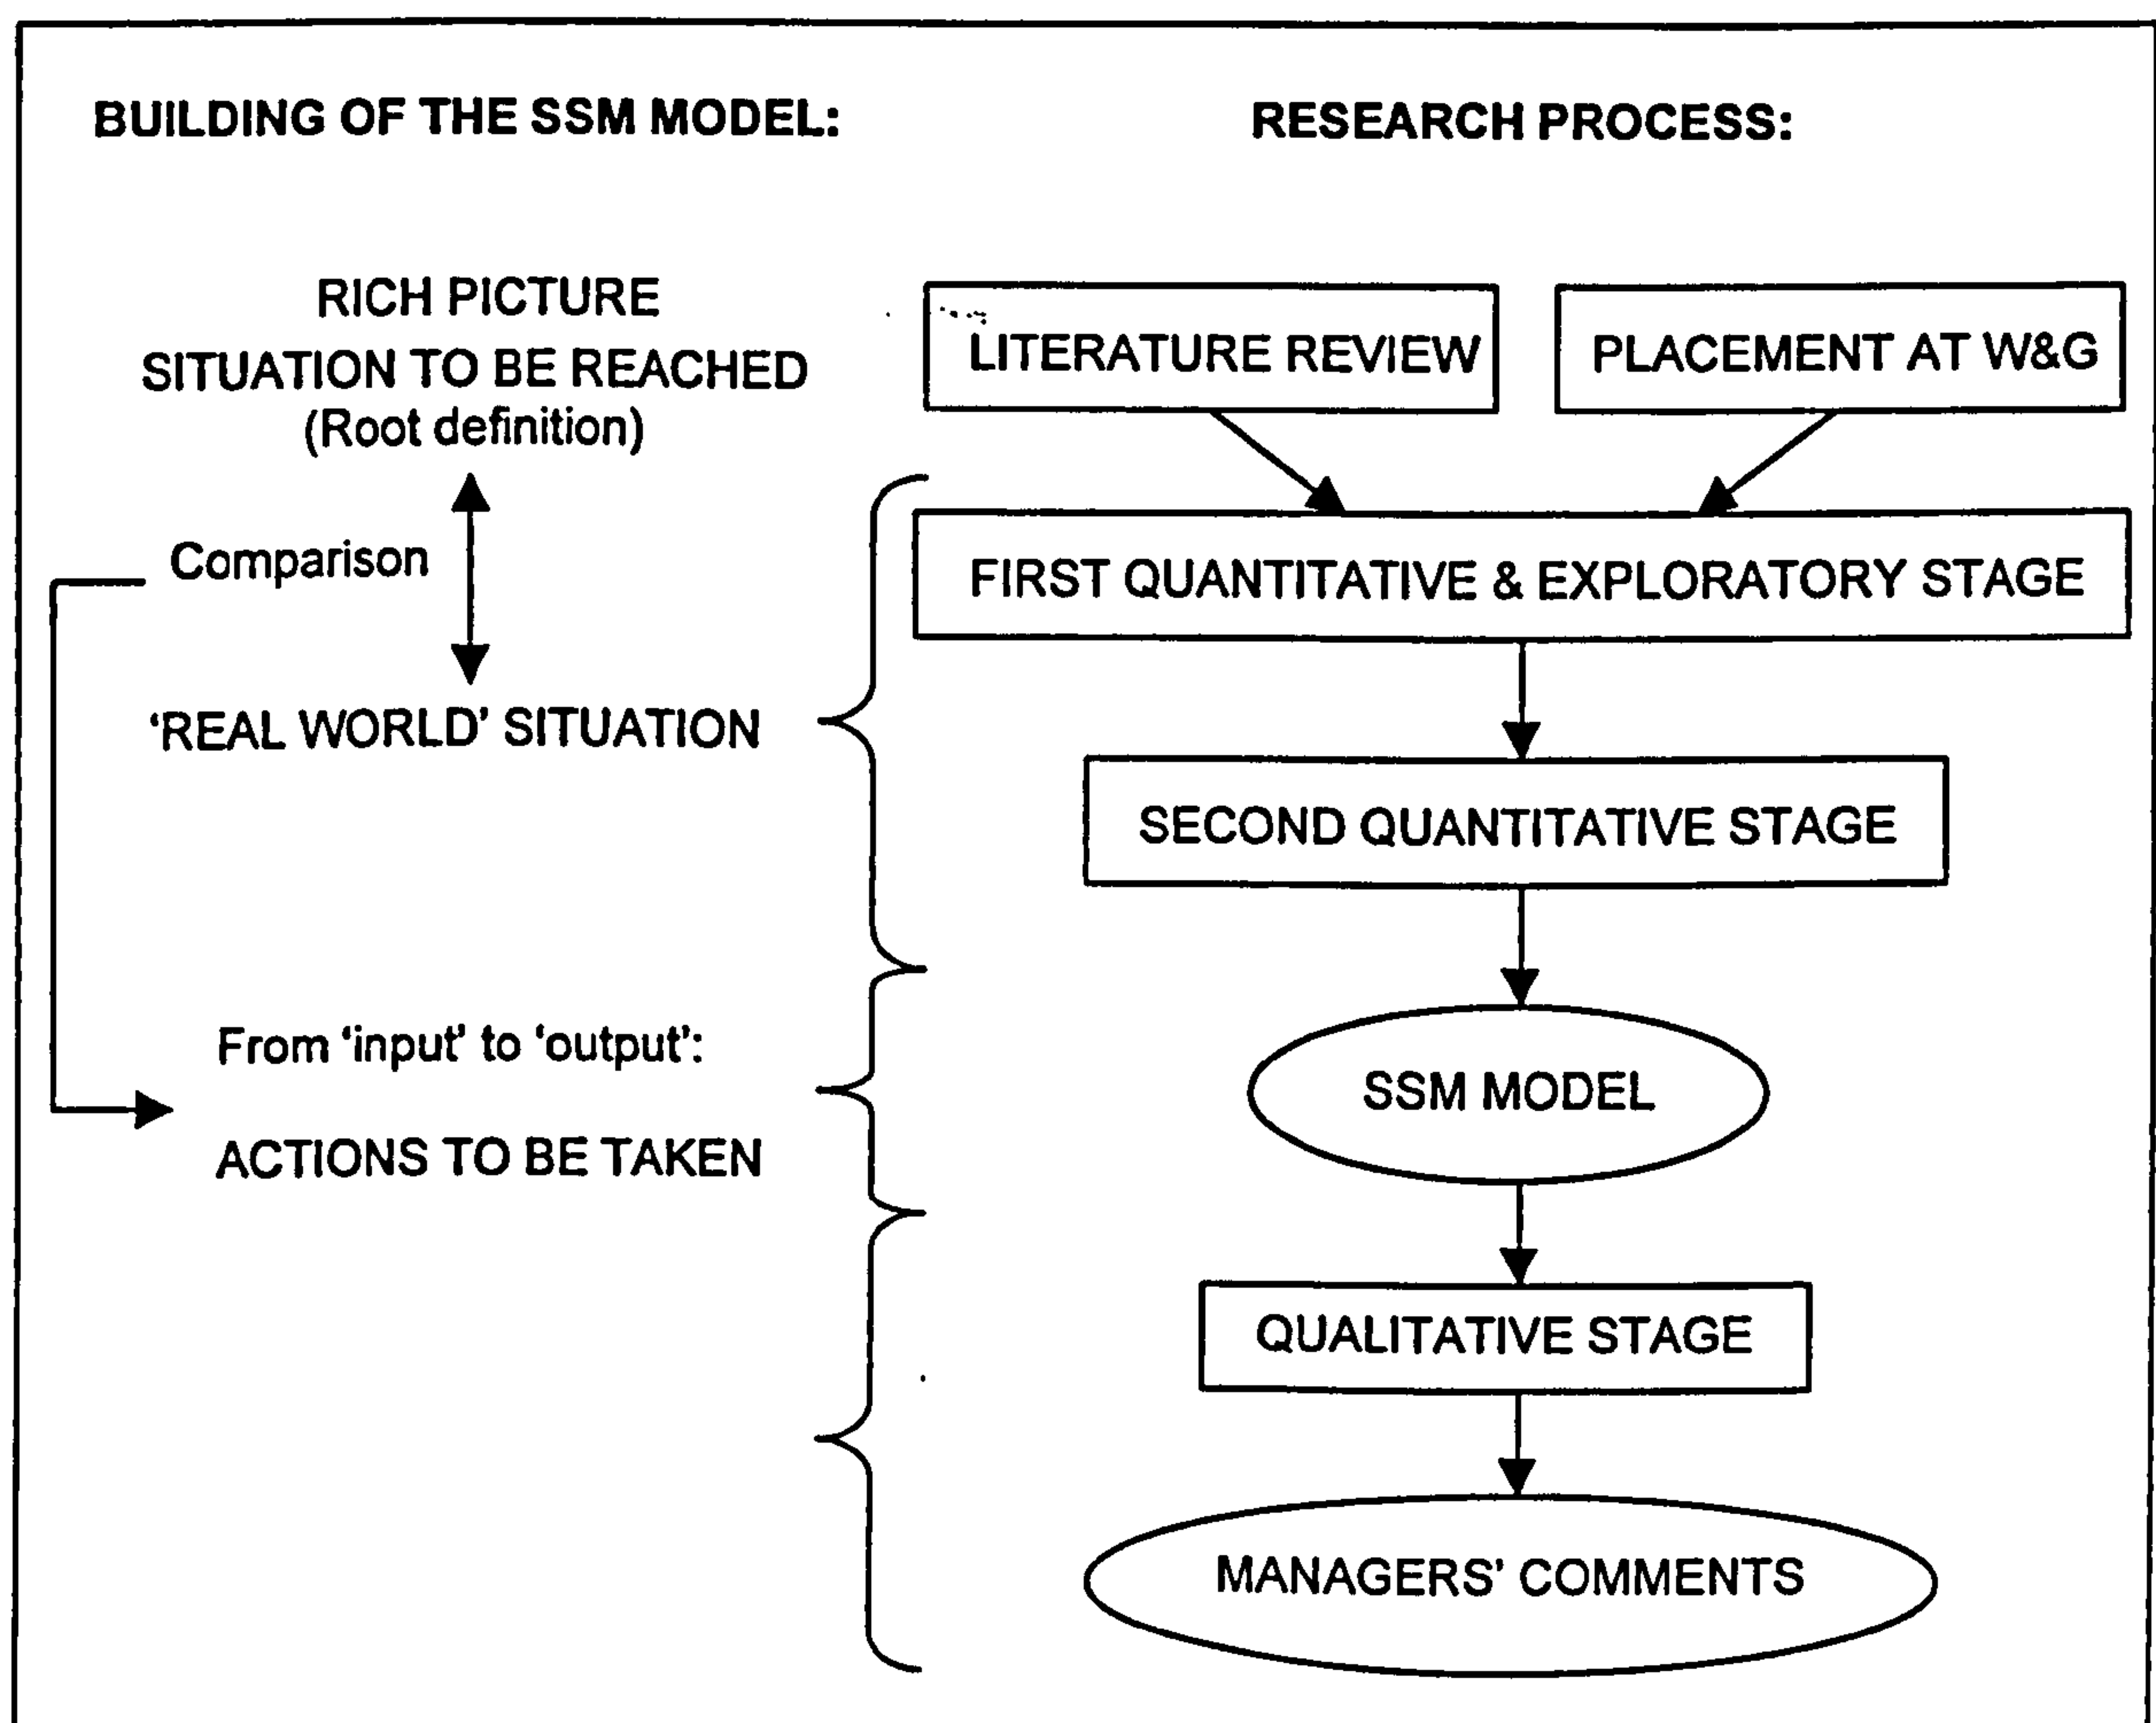 BUILDING OF THE SSM MODEL:
RESEARCH PROCESS:
RICH PICTURE
SITUATION TO BE REACHED
(Root definition)
Comparison
‘REAL WORLD’ SITUATION
From ‘input’ to ‘output’:
ACTIONS TO BE TAKEN
LITERATURE REVIEW
PLACEMENT AT W&G
FIRST QUANTITATIVE & EXPLORATORY STAGE
SECOND QUANTITATIVE STAGE
SSM MODEL
QUALITATIVE STAGE
MANAGERS’ COMMENTS